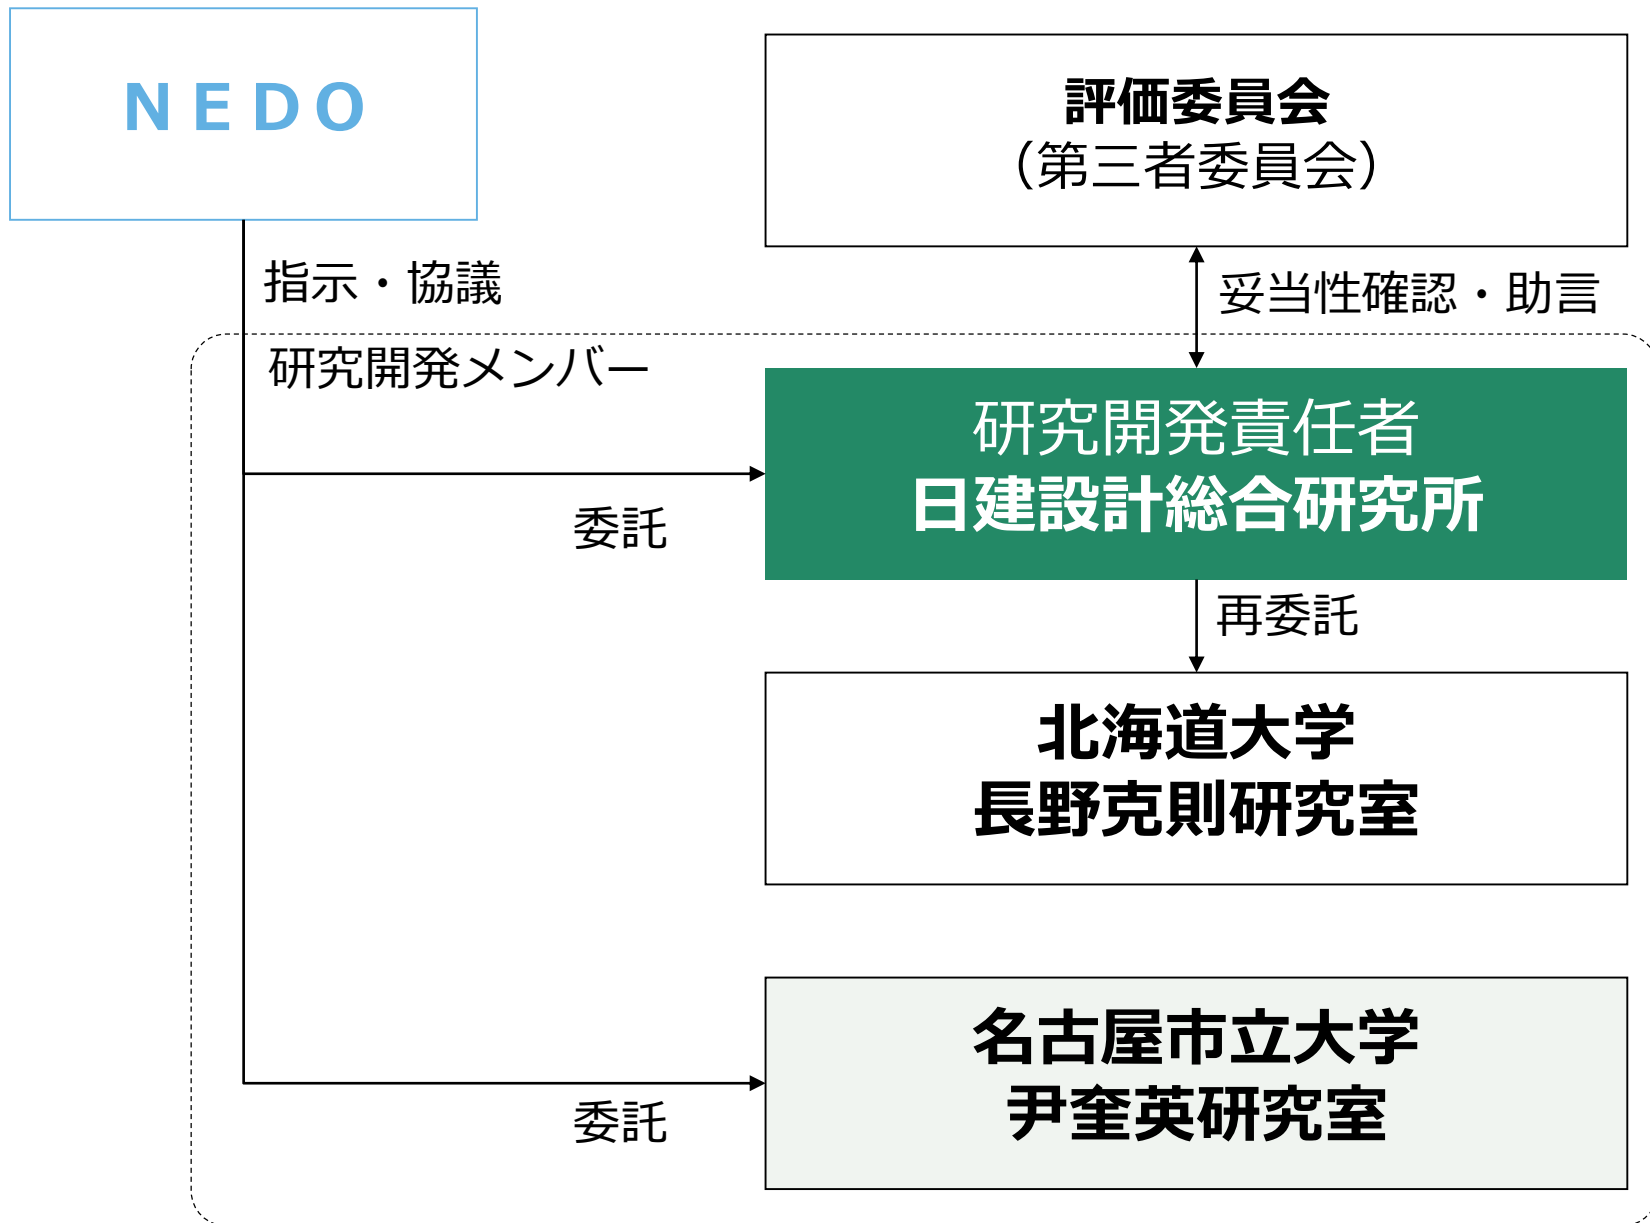 NEDO
評価委員会
（第三者委員会）
指示・協議
妥当性確認・助言
研究開発メンバー
研究開発責任者
日建設計総合研究所
委託
再委託
北海道大学
長野克則研究室
名古屋市立大学
尹奎英研究室
委託